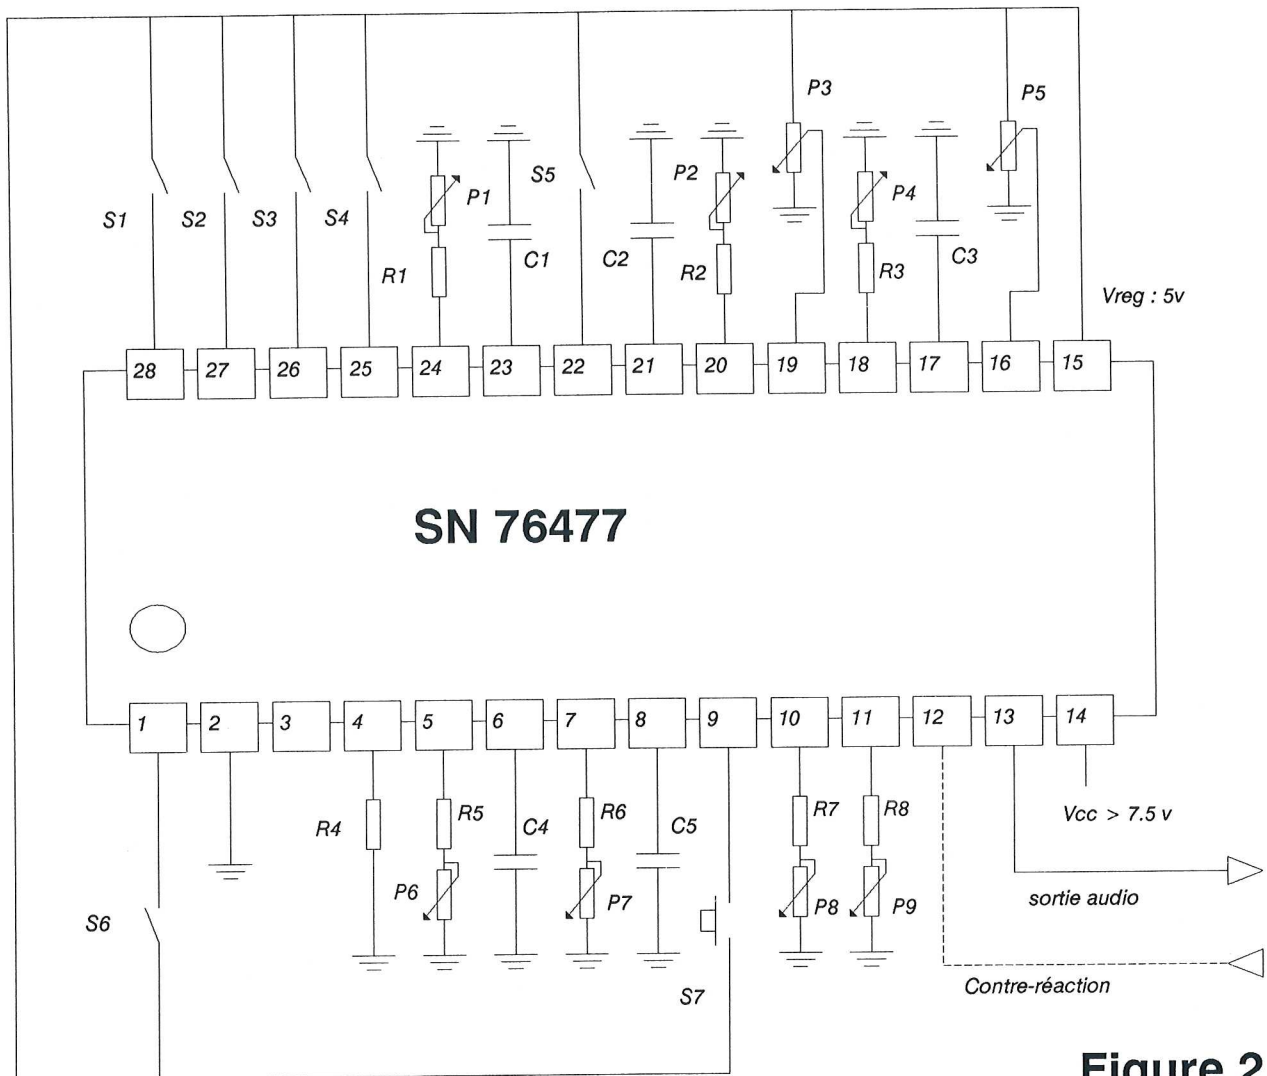 P3
P5
S5
P2
P1
P4
S1
S2
S3
S4
R1
C1
C2
R2
R3
C3
Vreg : 5v
28
27
26
25
24
23
22
21
20
19
18
17
16
15
SN 76477
1
2
3
4
5
6
7
8
9
10
11
12
13
14
R4
R5
C4
R6
C5
R7
R8
Vcc > 7.5 v
P6
P7
P8
P9
sortie audio
S6
S7
Contre-réaction
Figure 2